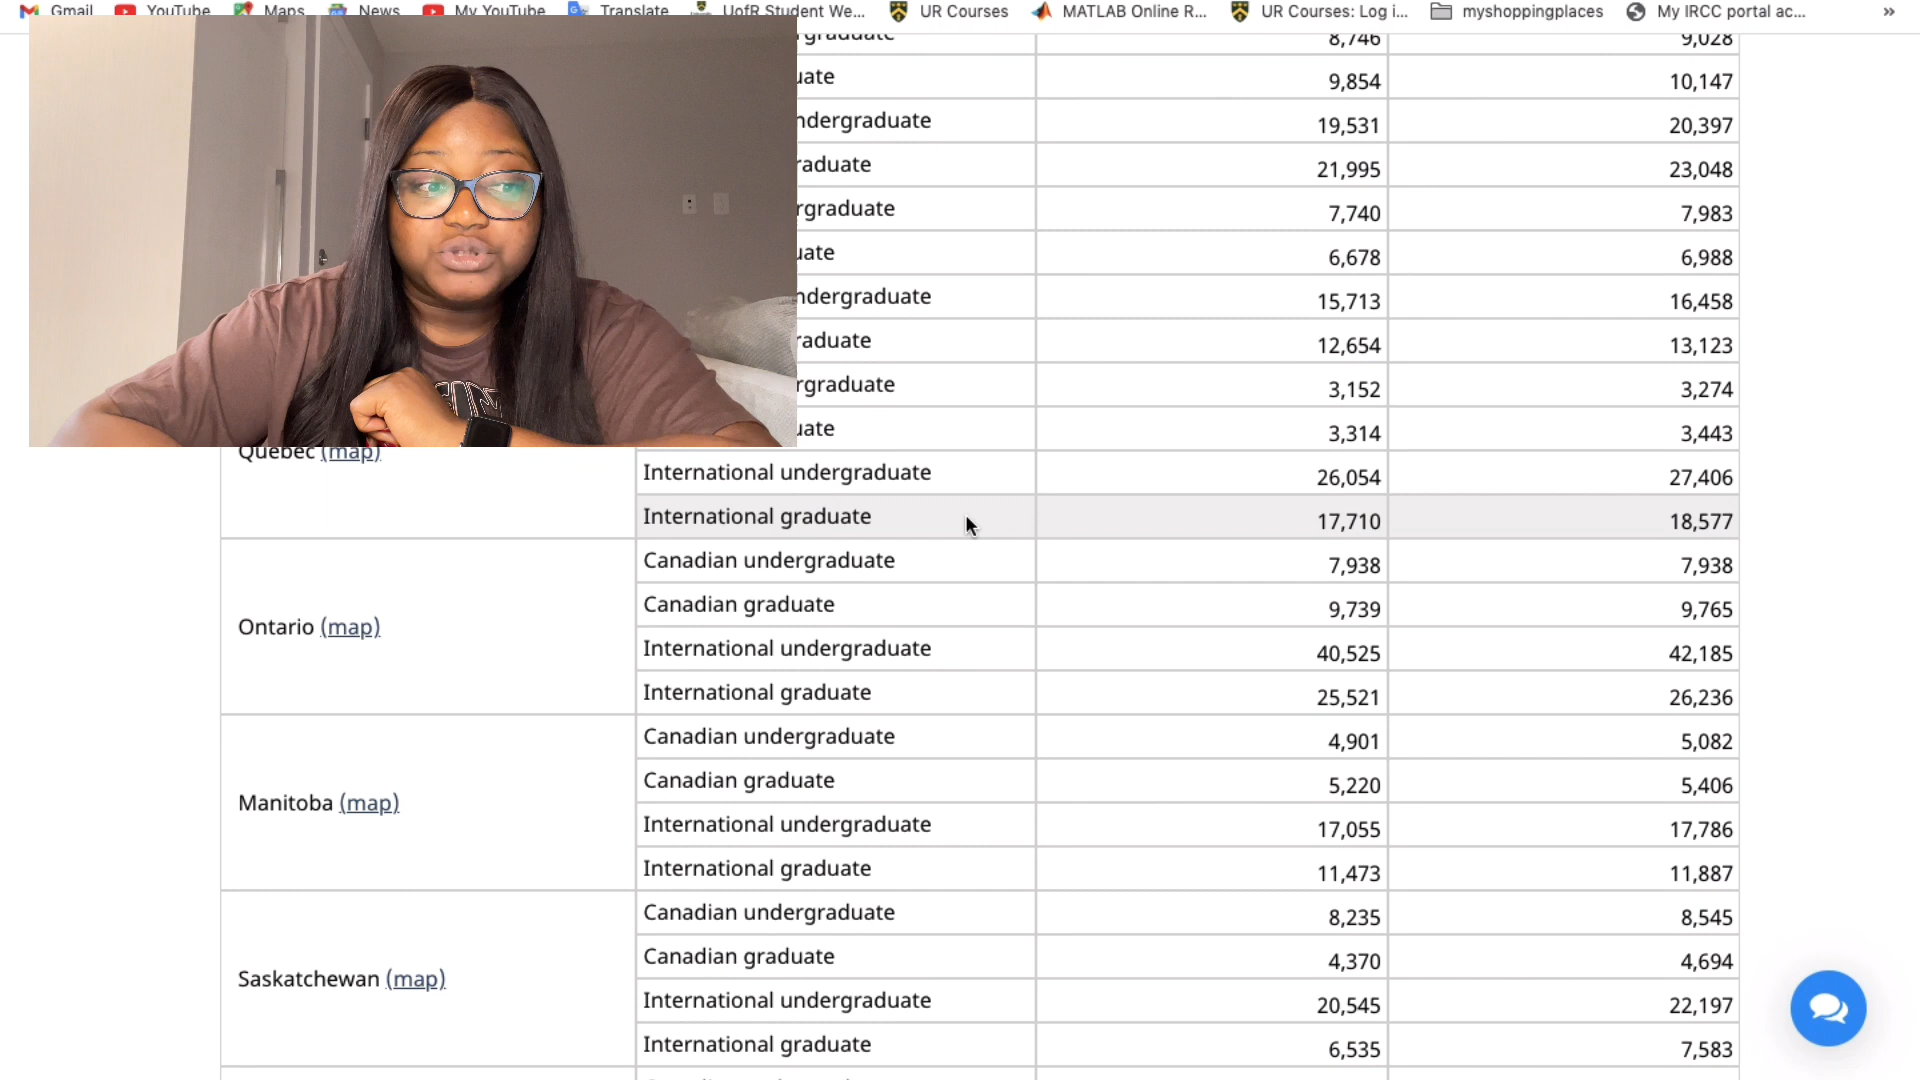 Gmail YouTube Maps News My YouTube Translate UofR Student We... UR Courses MATLAB Online R... UR Courses: Log i... myshoppingplaces My IRCC portal ac... »
8,746 9,028
9,854 10,147
19,531 20,397
21,995 23,048
7,740 7,983
6,678 6,988
15,713 16,458
12,654 13,123
3,152 3,274
3,314 3,443
Quebec (map)
International undergraduate 26,054 27,406
International graduate 17,710 18,577
Ontario (map)
Canadian undergraduate 7,938 7,938
Canadian graduate 9,739 9,765
International undergraduate 40,525 42,185
International graduate 25,521 26,236
Manitoba (map)
Canadian undergraduate 4,901 5,082
Canadian graduate 5,220 5,406
International undergraduate 17,055 17,786
International graduate 11,473 11,887
Saskatchewan (map)
Canadian undergraduate 8,235 8,545
Canadian graduate 4,370 4,694
International undergraduate 20,545 22,197
International graduate 6,535 7,583